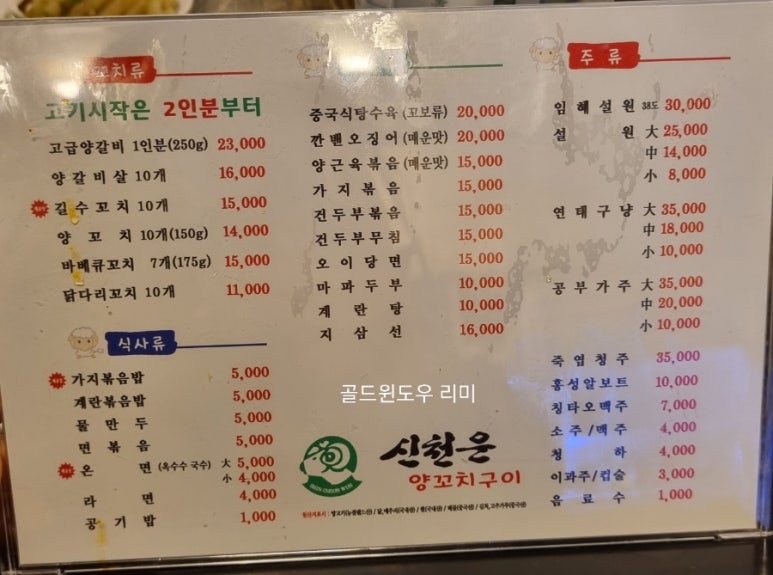 꼬치류
고기시작은 2인분부터
고급양갈비 1인분(250g) 23,000
양갈비살 10개 16,000
길수꼬치 10개 15,000
양꼬치 10개(150g) 14,000
바베큐꼬치 7개(175g) 15,000
닭다리꼬치 10개 11,000
식사류
가지볶음밥 5,000
계란볶음밥 5,000
물만두 5,000
면볶음 5,000
온면 (옥수수 국수) 大 5,000
小 4,000
라면 4,000
공기밥 1,000
중국식탕수육 (꼬보류) 20,000
깐밴오징어 (매운맛) 20,000
양근육볶음 (매운맛) 15,000
가지볶음 15,000
건두부볶음 15,000
건두부무침 15,000
오이당면 15,000
마파두부 10,000
계란탕 10,000
지삼선 16,000
주류
임혜설원 38도 30,000
설원 大 25,000
中 14,000
小 8,000
연태구냥 大 35,000
中 18,000
小 10,000
공부가주 大 35,000
中 20,000
小 10,000
죽엽청주 35,000
홍성알보트 10,000
칭타오맥주 7,000
소주/맥주 4,000
청하 4,000
이과주/컵술 3,000
음료수 1,000
골드윈도우 리미
신천운
양꼬치구이